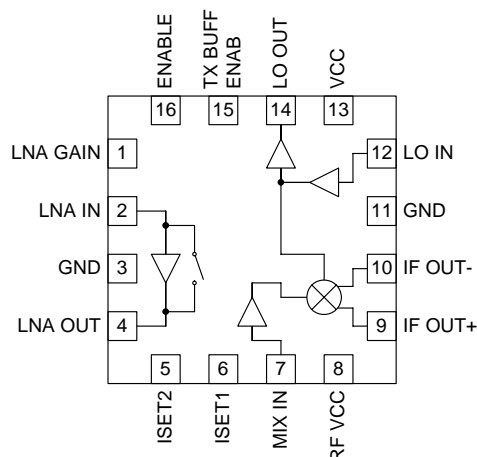 ENABLE
TX BUFF
ENAB
LO OUT
VCC
16
15
14
13
LNA GAIN 1
12 LO IN
LNA IN 2
11 GND
GND 3
10 IF OUT-
LNA OUT 4
9 IF OUT+
5
6
7
8
ISET2
ISET1
MIX IN
RF VCC